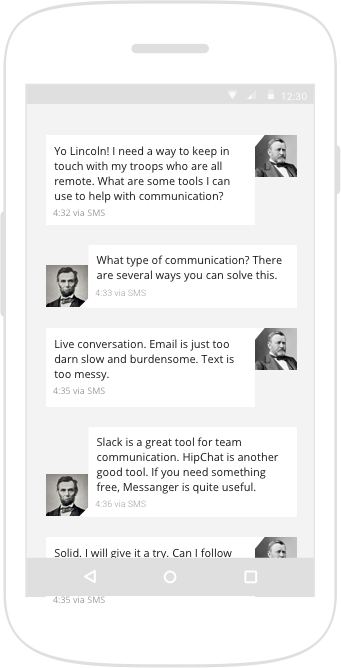 12:30
Yo Lincoln! I need a way to keep in
touch with my troops who are all
remote. What are some tools I can
use to help with communication?
4:32 via SMS
What type of communication? There
are several ways you can solve this.
4:33 via SMS
Live conversation. Email is just too
darn slow and burdensome. Text is
too messy.
4:35 via SMS
Slack is a great tool for team
communication. HipChat is another
good tool. If you need something
free, Messanger is quite useful.
4:36 via SMS
Solid. I will give it a try. Can I follow
4:35 via SMS